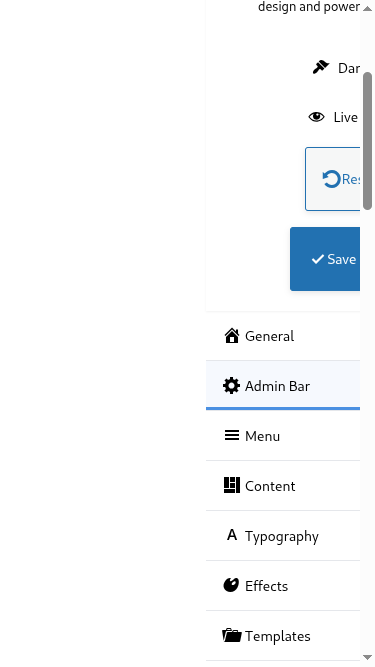 design and power
Dar
Live
Res
Save
General
Admin Bar
Menu
Content
Typography
Effects
Templates